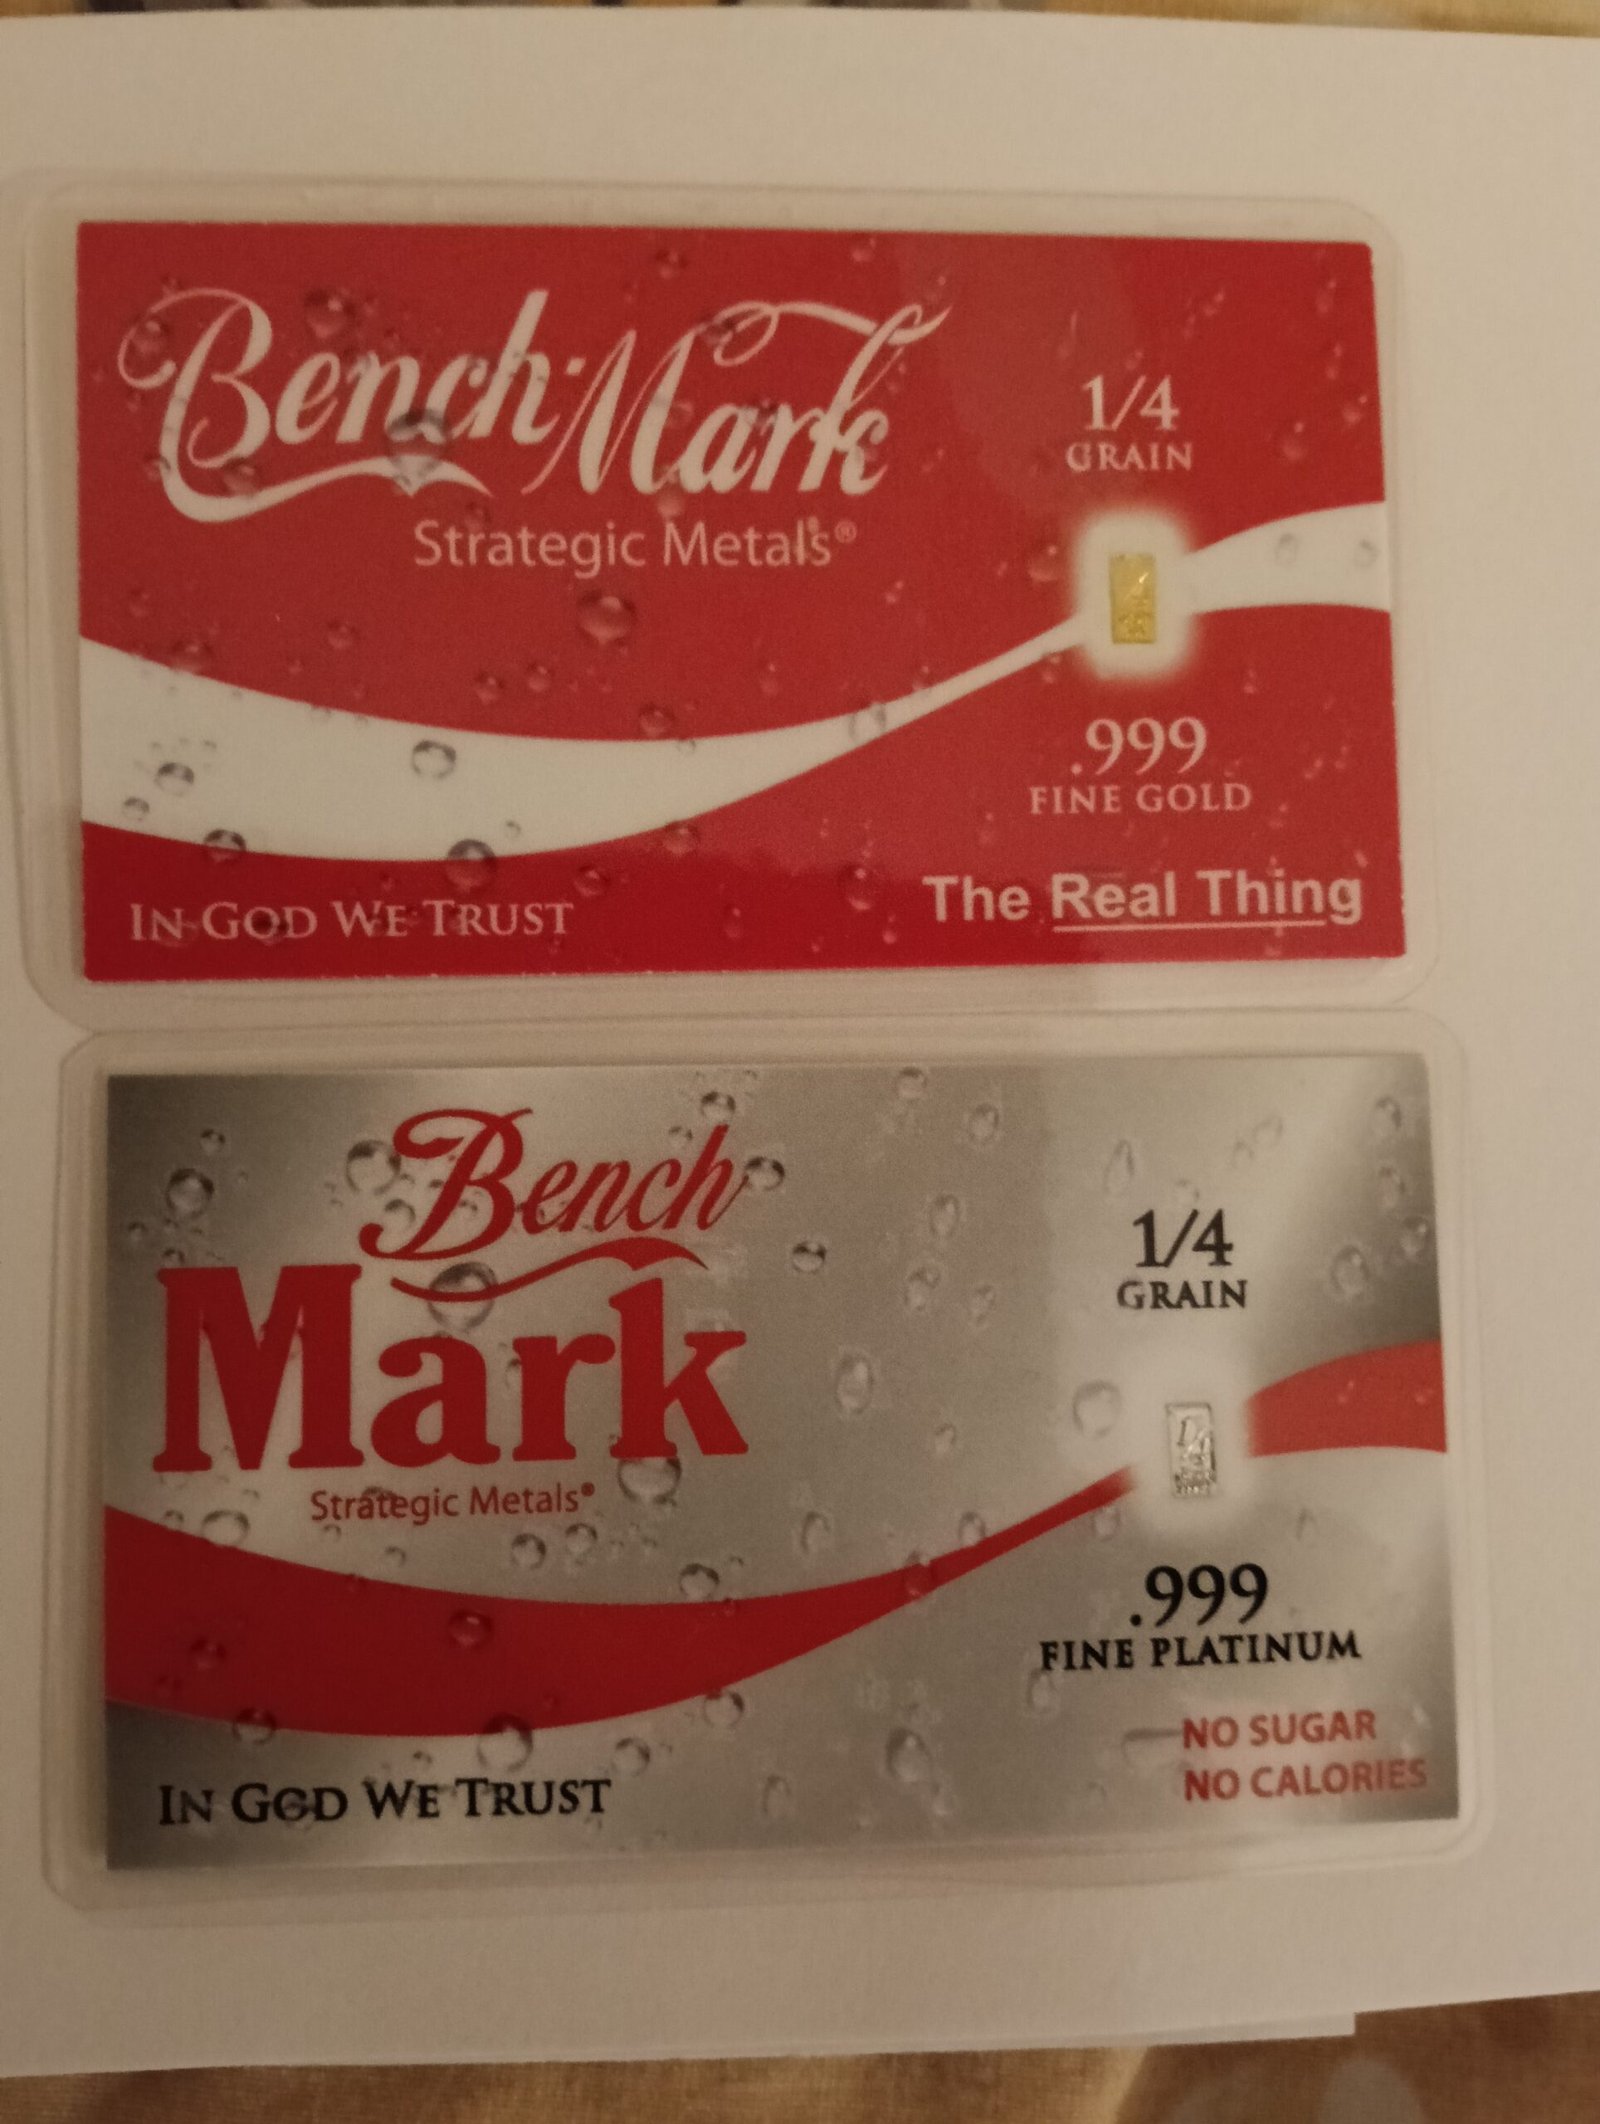 Bench·Mark
Strategic Metals®
1/4
GRAIN
.999
FINE GOLD
IN GOD WE TRUST
The Real Thing
Bench
Mark
Strategic Metals®
1/4
GRAIN
.999
FINE PLATINUM
NO SUGAR
NO CALORIES
IN GOD WE TRUST